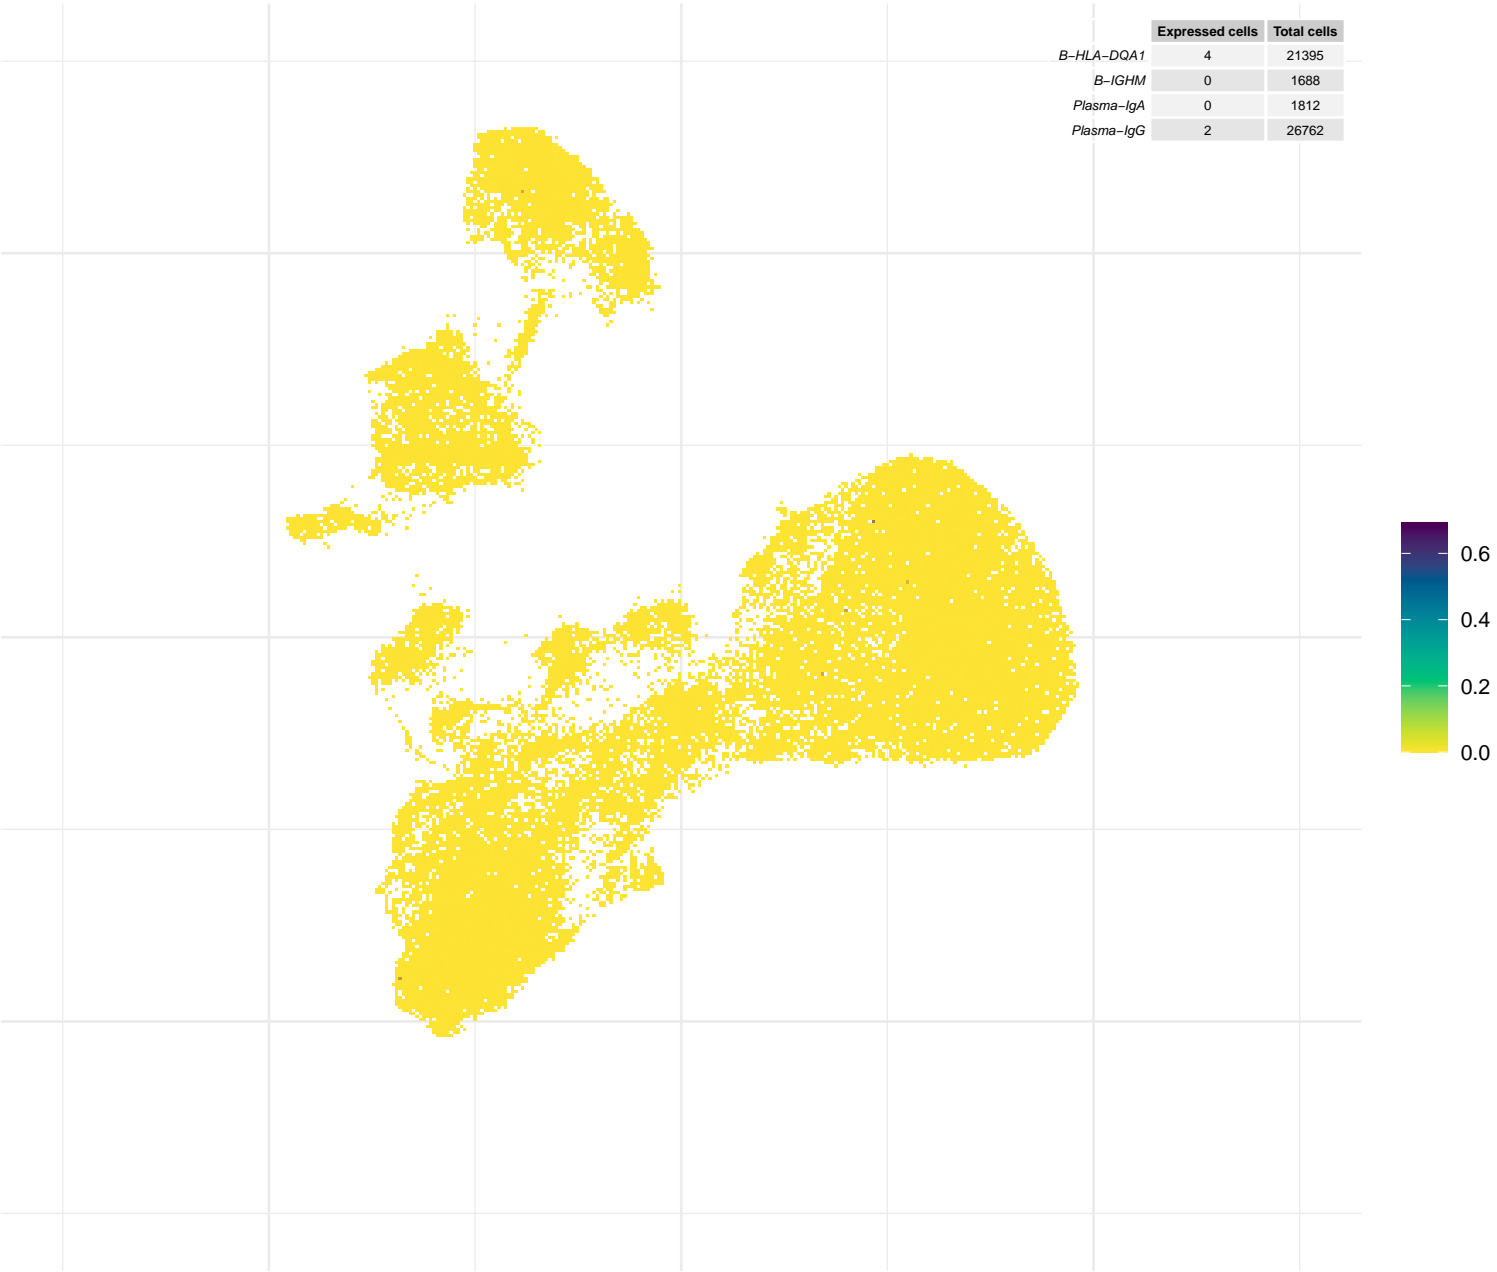 Expressed cells Total cells
B−HLA−DQA1 4 21395
B−IGHM 0 1688
Plasma−IgA 0 1812
Plasma−IgG 2 26762
0.6
0.4
0.2
0.0